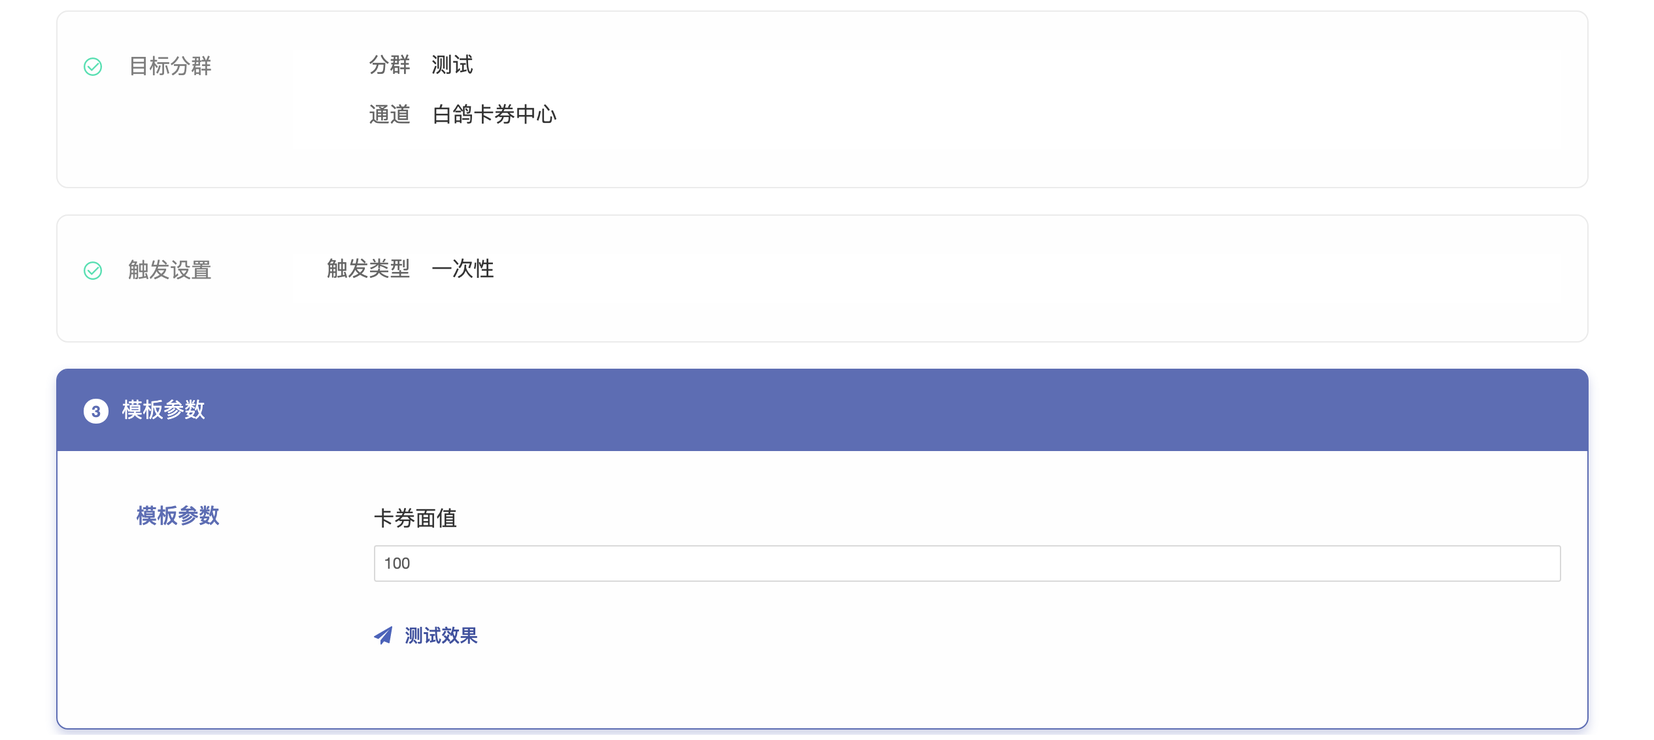 目标分群
分群 测试
通道 白鸽卡券中心
触发设置
触发类型 一次性
3 模板参数
模板参数
卡券面值
100
测试效果